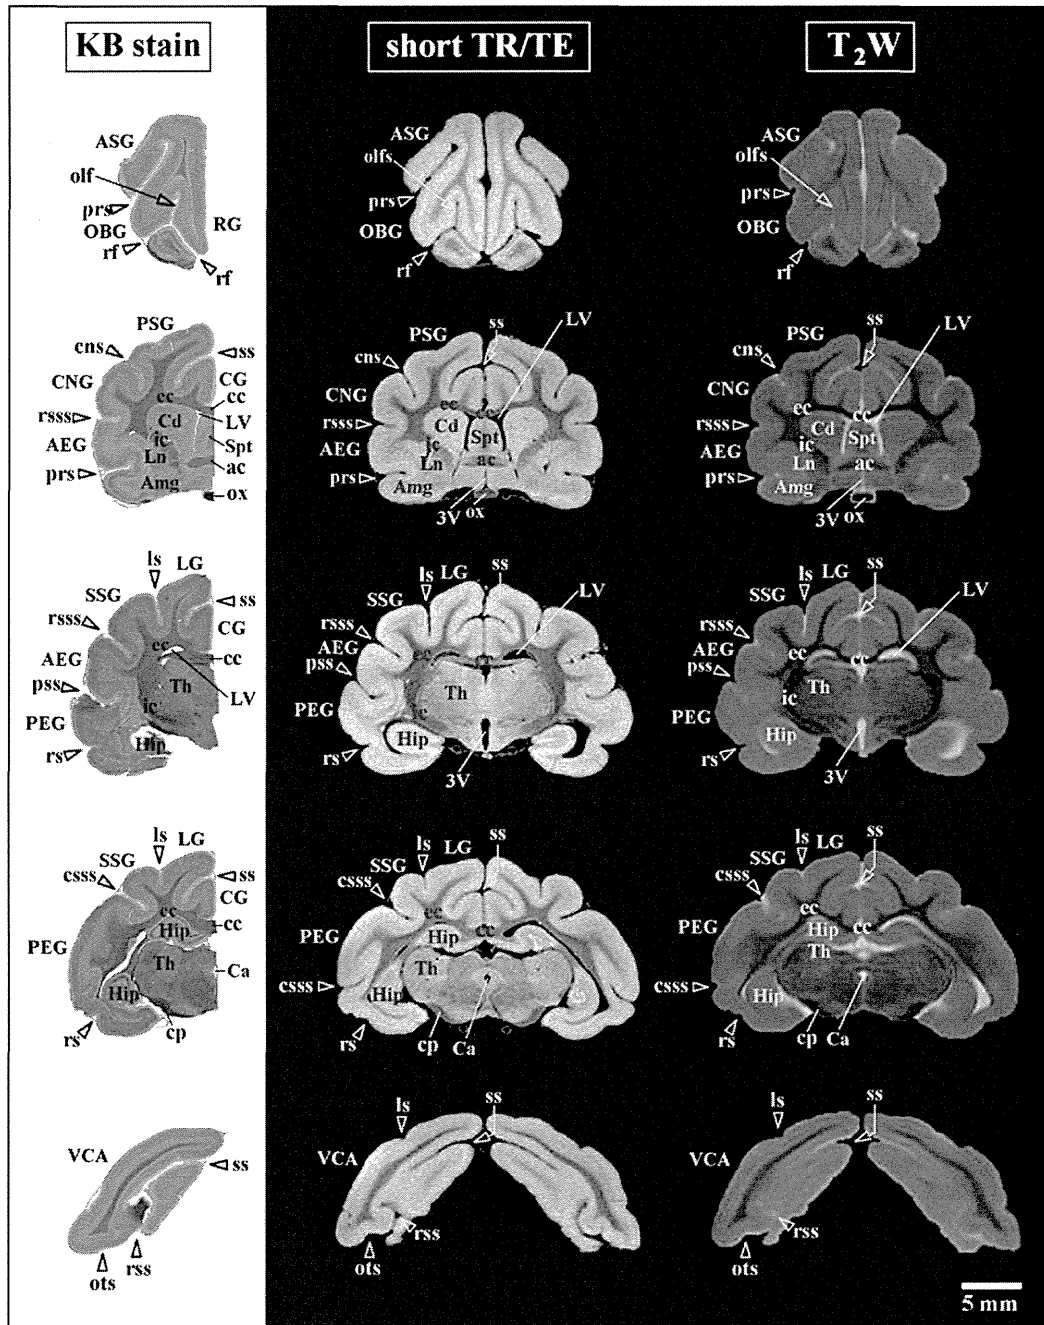 KB stain short TR/TE T₂W
ASG
olf
prs
OBG
rf
RG
rf
ASG
olfs
prs
OBG
rf
ASG
olfs
prs
OBG
rf
PSG
cns
CNG
rsss
AEG
prs
ss
CG
cc
LV
Spt
ac
ox
ec
Cd
ic
Ln
Amg
PSG
ss
LV
cns
CNG
rsss
AEG
prs
ec
cc
Cd
Spt
ic
Ln
ac
Amg
3V
ox
PSG
ss
LV
cns
CNG
rsss
AEG
prs
ec
cc
Cd
Spt
ic
Ln
ac
Amg
3V
ox
ls
LG
SSG
rsss
AEG
pss
PEG
rs
ss
CG
cc
LV
ec
Th
ic
Hip
ls
LG
ss
SSG
LV
rsss
AEG
pss
PEG
rs
ec
cc
Th
ic
Hip
3V
ls
LG
ss
SSG
LV
rsss
AEG
pss
PEG
rs
ec
cc
Th
ic
Hip
3V
ls
LG
SSG
csss
PEG
rs
ss
CG
cc
Ca
ec
Hip
Th
Hip
cp
ls
LG
ss
SSG
csss
PEG
csss
rs
ec
cc
Hip
Th
Hip
cp
Ca
ls
LG
ss
SSG
csss
PEG
csss
rs
ec
cc
Hip
Th
Hip
cp
Ca
VCA
ss
ots
rss
ls
ss
VCA
rss
ots
ls
ss
VCA
rss
ots
5 mm